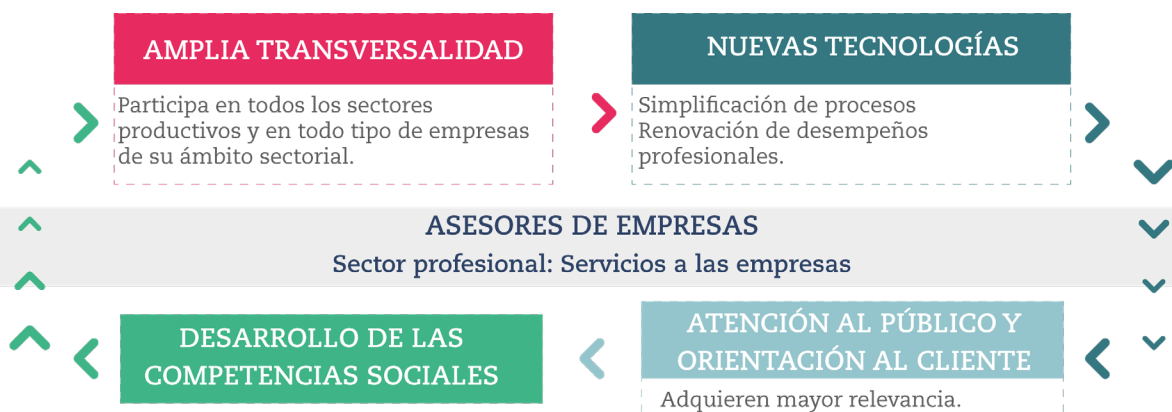 AMPLIA TRANSVERSALIDAD
Participa en todos los sectores
productivos y en todo tipo de empresas
de su ámbito sectorial.
NUEVAS TECNOLOGÍAS
Simplificación de procesos
Renovación de desempeños
profesionales.
ASESORES DE EMPRESAS
Sector profesional: Servicios a las empresas
DESARROLLO DE LAS
COMPETENCIAS SOCIALES
ATENCIÓN AL PÚBLICO Y
ORIENTACIÓN AL CLIENTE
Adquieren mayor relevancia.